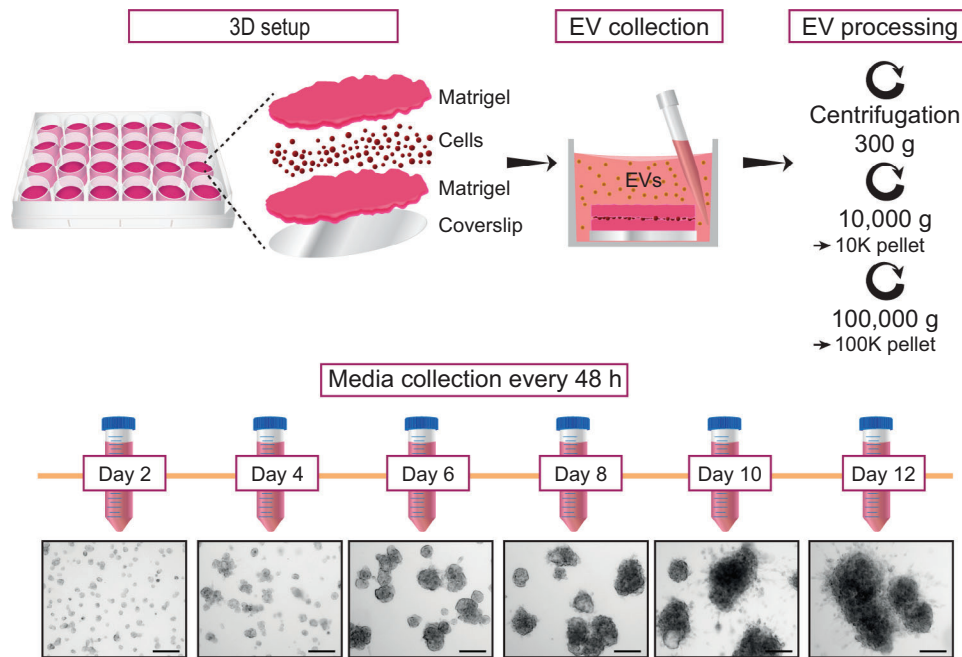 3D setup
EV collection
EV processing
Matrigel
Cells
Matrigel
Coverslip
EVs
Centrifugation
300 g
10,000 g
→ 10K pellet
100,000 g
→ 100K pellet
Media collection every 48 h
Day 2
Day 4
Day 6
Day 8
Day 10
Day 12